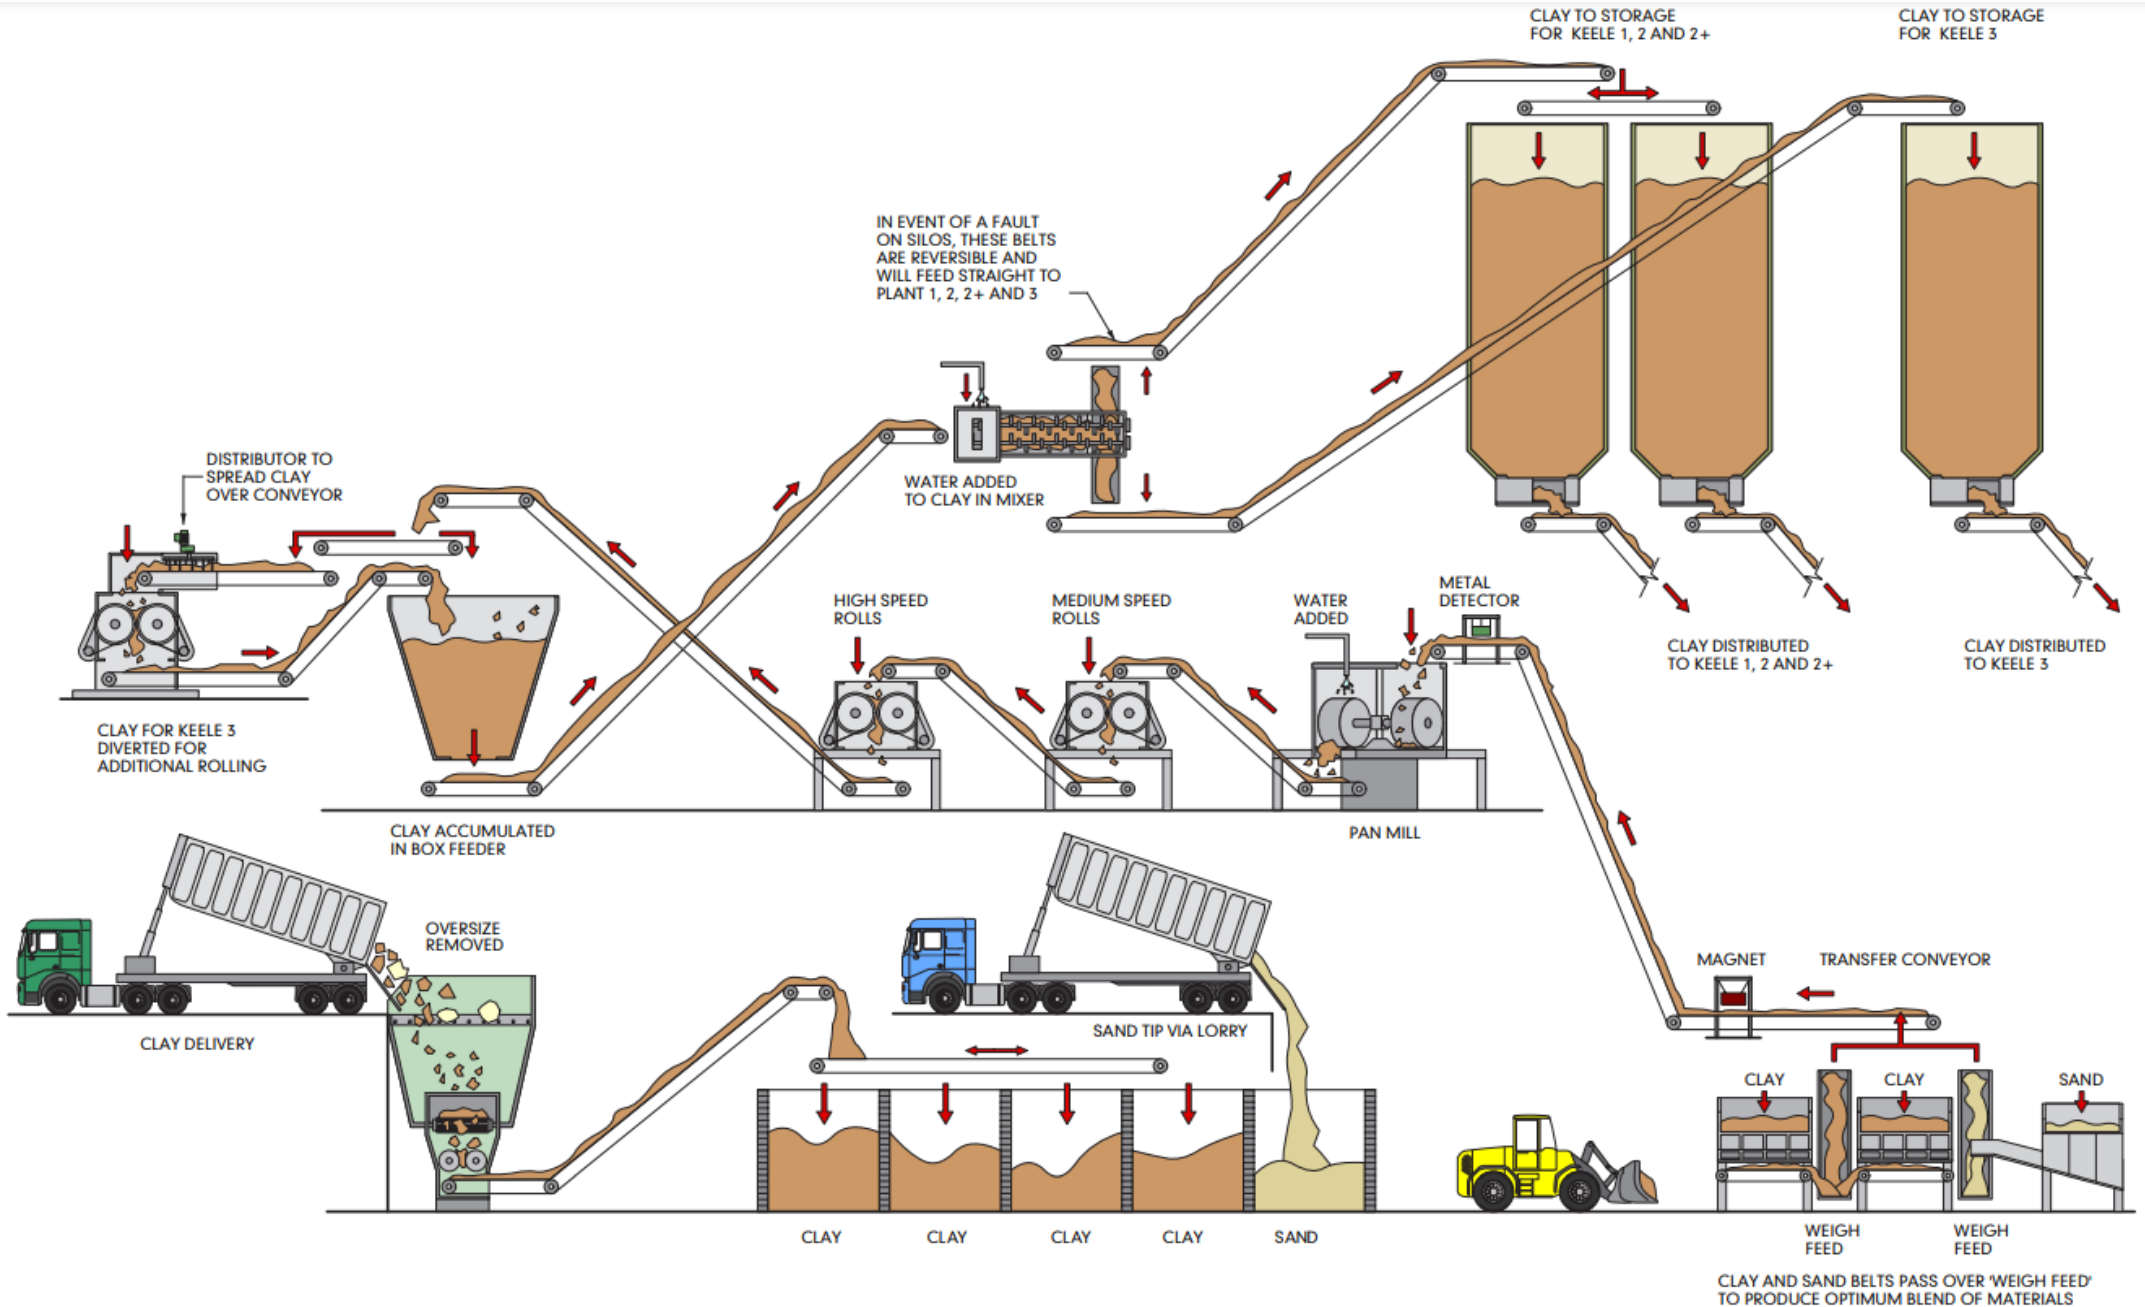 CLAY TO STORAGE
FOR KEELE 1, 2 AND 2+
CLAY TO STORAGE
FOR KEELE 3
IN EVENT OF A FAULT
ON SILOS, THESE BELTS
ARE REVERSIBLE AND
WILL FEED STRAIGHT TO
PLANT 1, 2, 2+ AND 3
DISTRIBUTOR TO
SPREAD CLAY
OVER CONVEYOR
WATER ADDED
TO CLAY IN MIXER
HIGH SPEED
ROLLS
MEDIUM SPEED
ROLLS
WATER
ADDED
METAL
DETECTOR
CLAY DISTRIBUTED
TO KEELE 1, 2 AND 2+
CLAY DISTRIBUTED
TO KEELE 3
CLAY FOR KEELE 3
DIVERTED FOR
ADDITIONAL ROLLING
CLAY ACCUMULATED
IN BOX FEEDER
PAN MILL
OVERSIZE
REMOVED
CLAY DELIVERY
SAND TIP VIA LORRY
MAGNET
TRANSFER CONVEYOR
CLAY
CLAY
SAND
CLAY
CLAY
CLAY
CLAY
SAND
WEIGH
FEED
WEIGH
FEED
CLAY AND SAND BELTS PASS OVER 'WEIGH FEED'
TO PRODUCE OPTIMUM BLEND OF MATERIALS